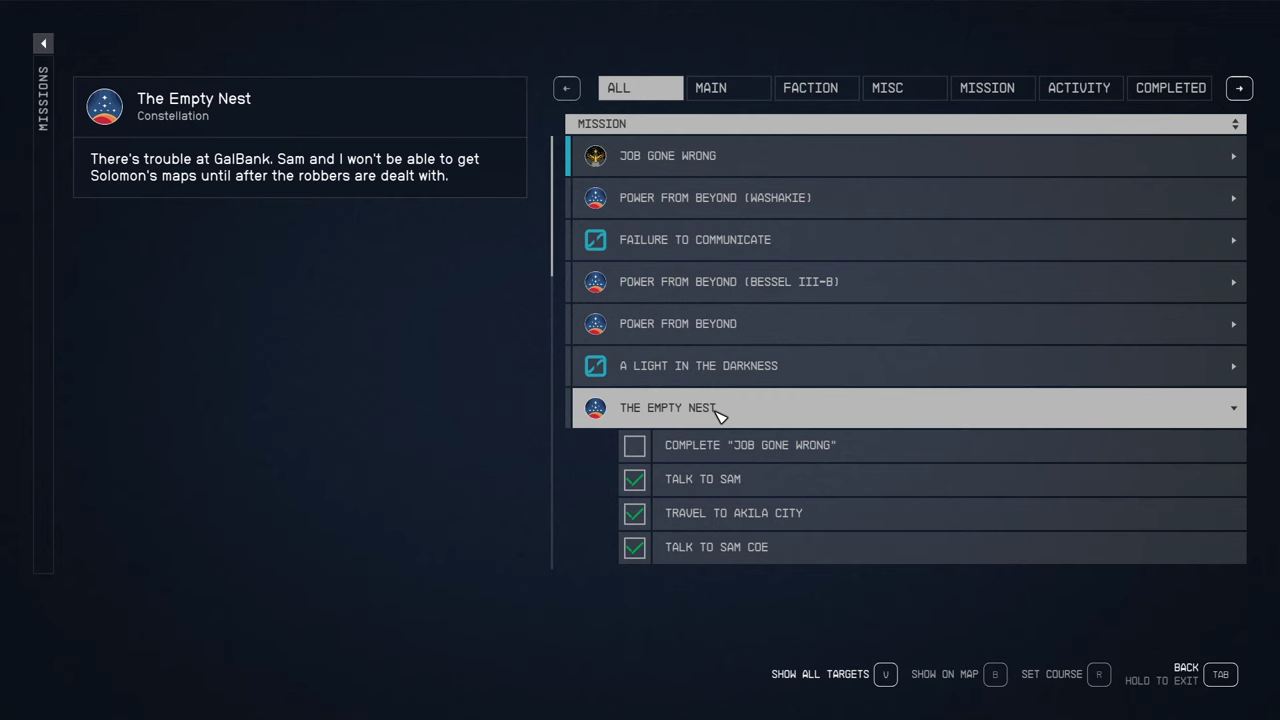 MISSIONS
The Empty Nest
Constellation
There's trouble at GalBank. Sam and I won't be able to get
Solomon's maps until after the robbers are dealt with.
ALL
MAIN
FACTION
MISC
MISSION
ACTIVITY
COMPLETED
MISSION
JOB GONE WRONG
POWER FROM BEYOND (WASHAKIE)
FAILURE TO COMMUNICATE
POWER FROM BEYOND (BESSEL III-B)
POWER FROM BEYOND
A LIGHT IN THE DARKNESS
THE EMPTY NEST
COMPLETE "JOB GONE WRONG"
TALK TO SAM
TRAVEL TO AKILA CITY
TALK TO SAM COE
SHOW ALL TARGETS V
SHOW ON MAP B
SET COURSE R
BACK
HOLD TO EXIT
TAB